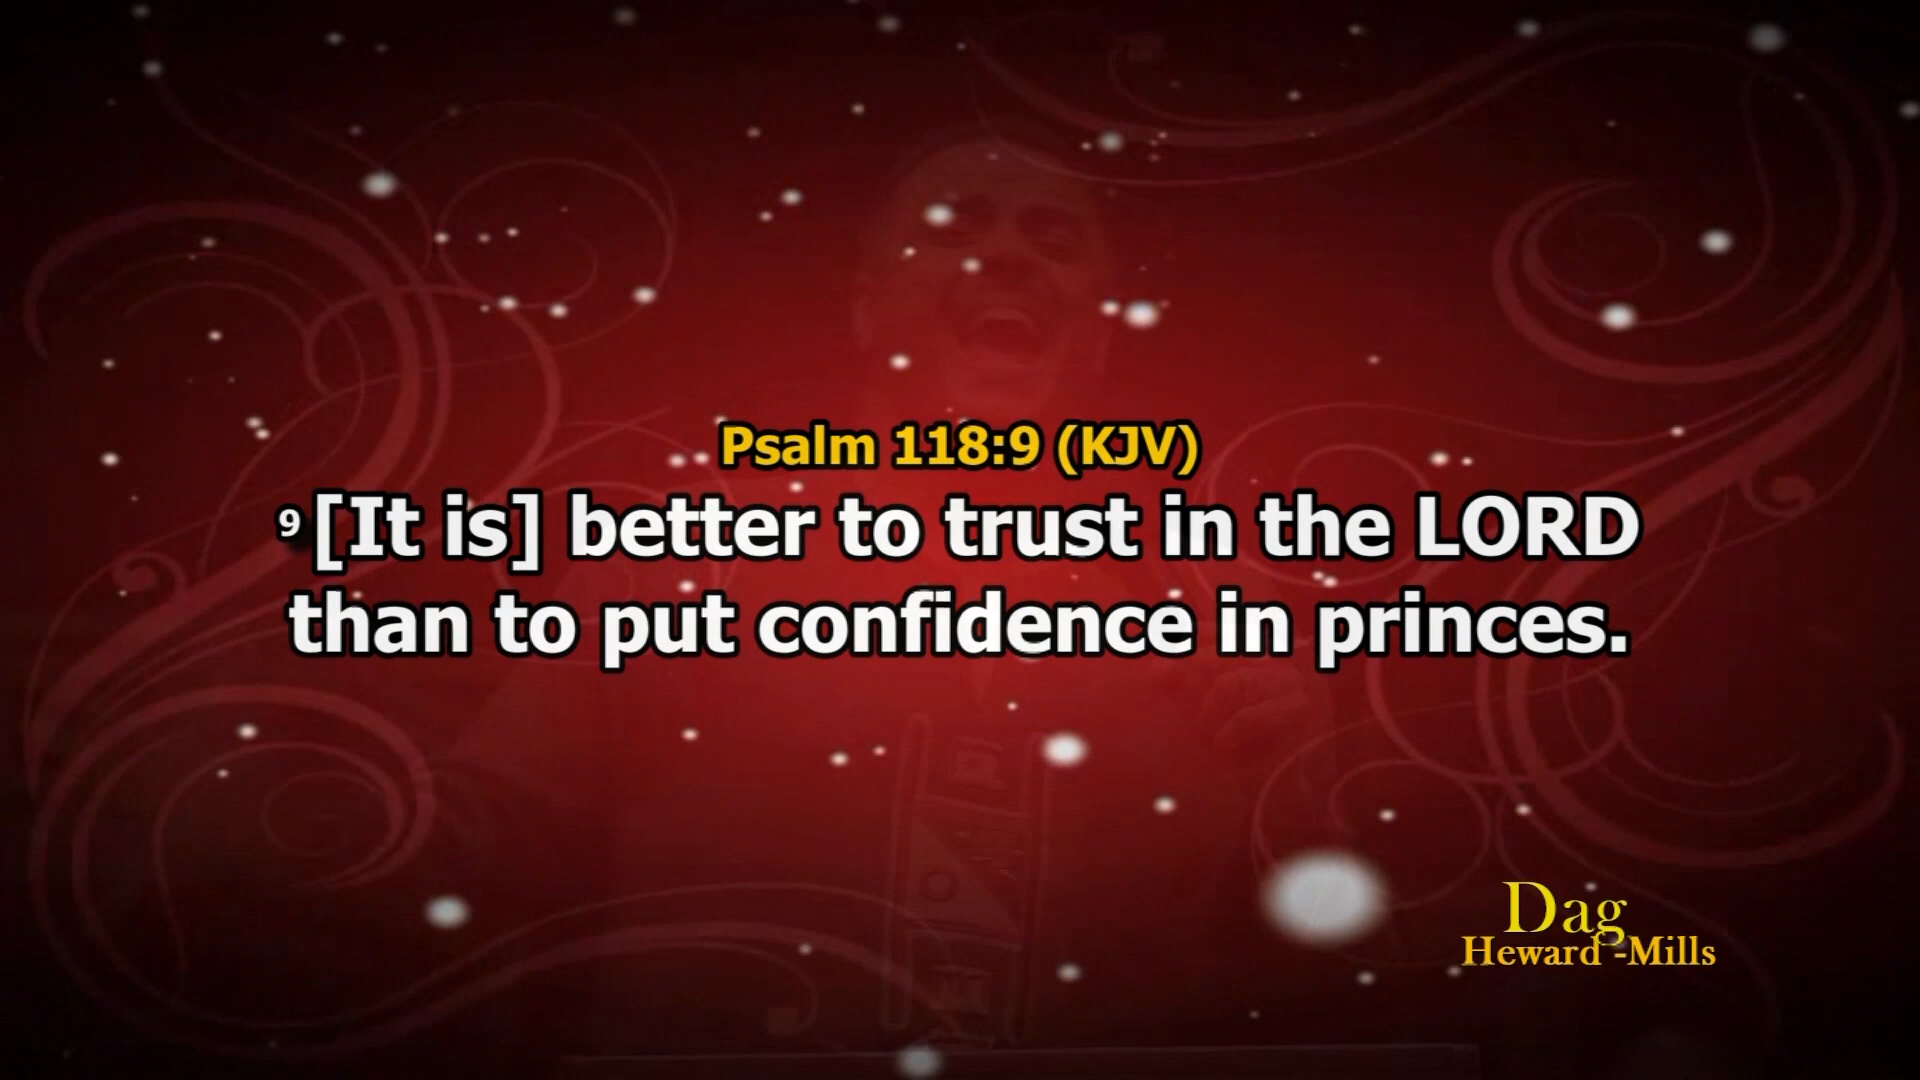 Psalm 118:9 (KJV)
9 [It is] better to trust in the LORD
than to put confidence in princes.
Dag
Heward -Mills